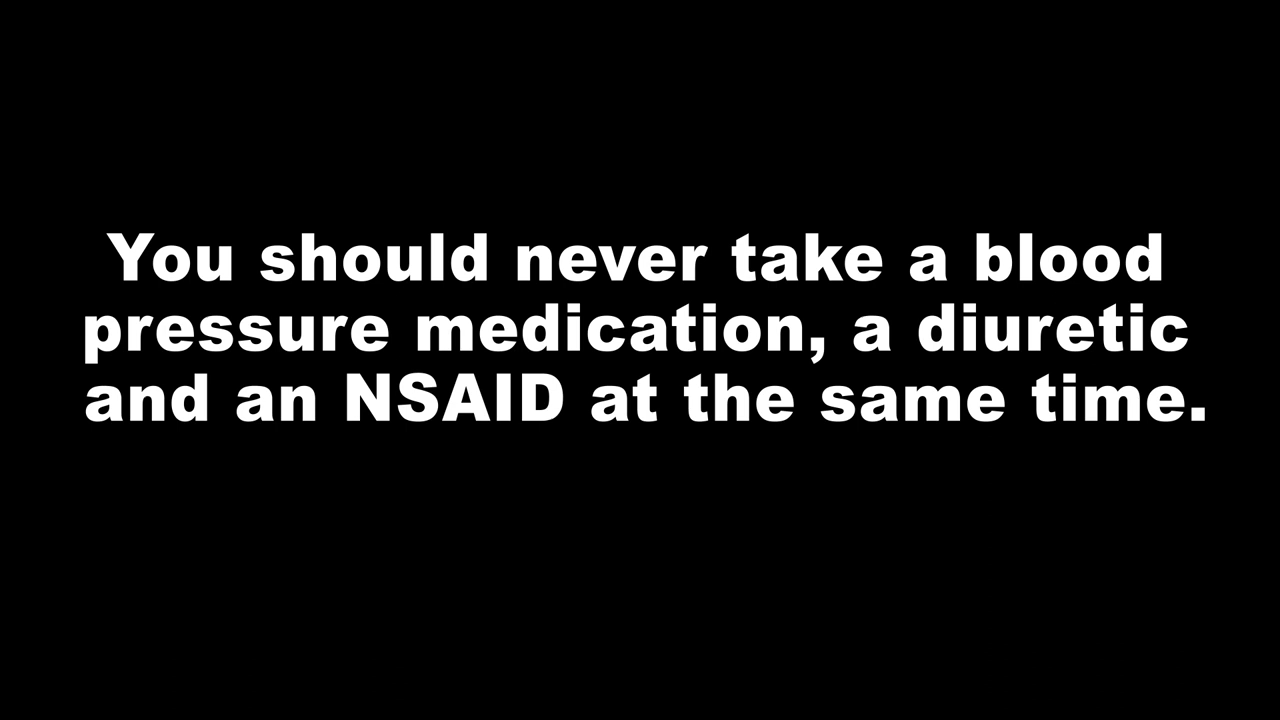 You should never take a blood
pressure medication, a diuretic
and an NSAID at the same time.